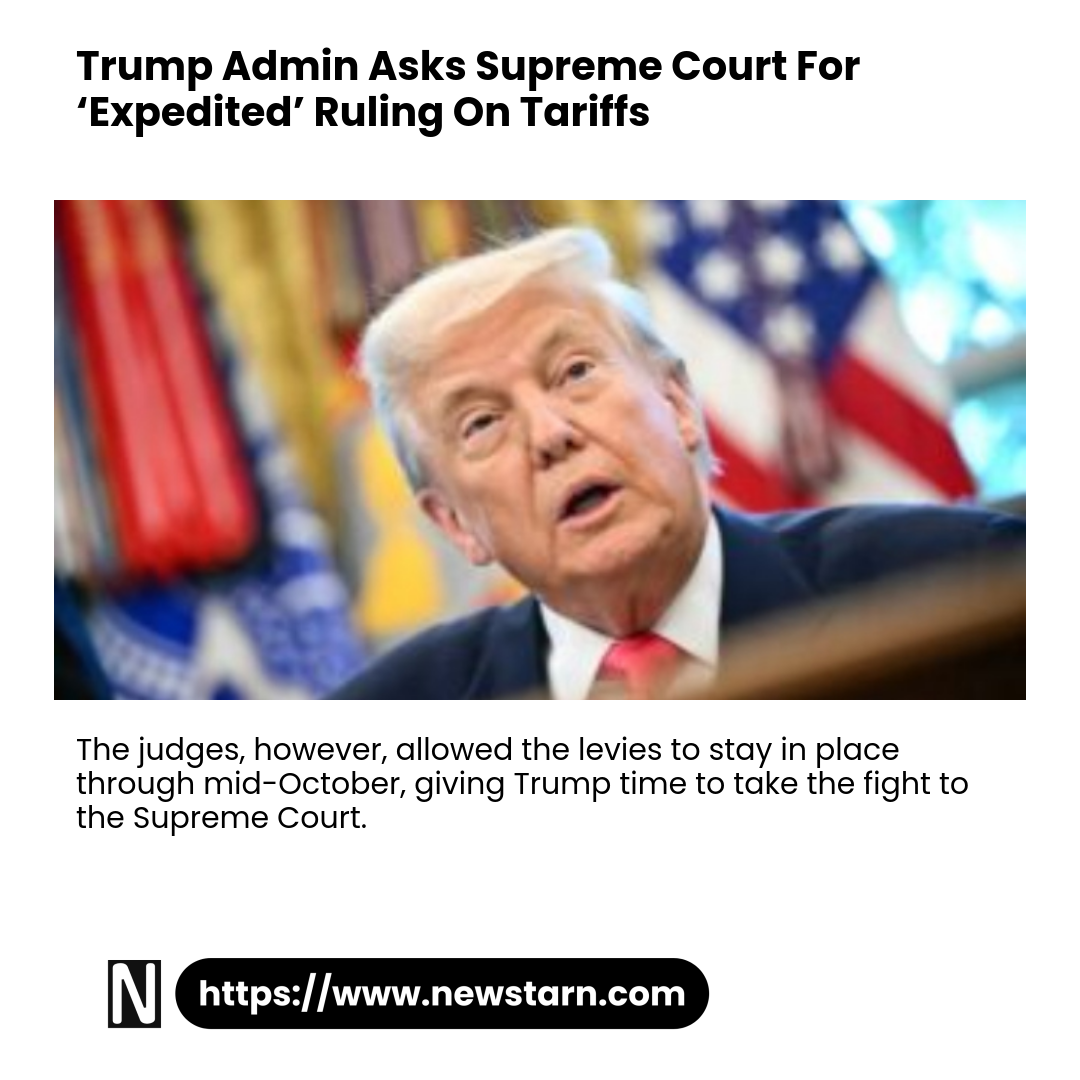 Trump Admin Asks Supreme Court For
‘Expedited’ Ruling On Tariffs
The judges, however, allowed the levies to stay in place
through mid-October, giving Trump time to take the fight to
the Supreme Court.
N
https://www.newstarn.com